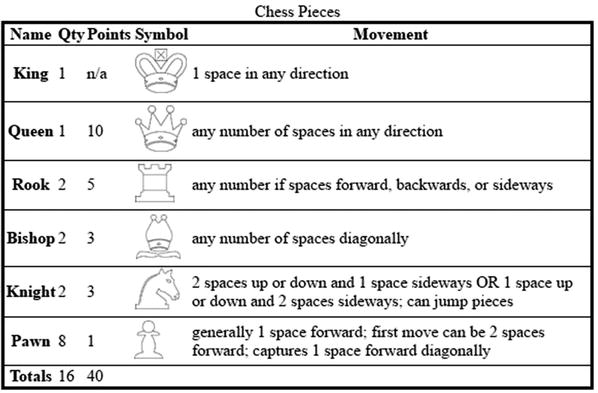 Chess Pieces
Name Qty Points Symbol Movement
King 1 n/a 1 space in any direction
Queen 1 10 any number of spaces in any direction
Rook 2 5 any number if spaces forward, backwards, or sideways
Bishop 2 3 any number of spaces diagonally
Knight 2 3 2 spaces up or down and 1 space sideways OR 1 space up
or down and 2 spaces sideways; can jump pieces
Pawn 8 1 generally 1 space forward; first move can be 2 spaces
forward; captures 1 space forward diagonally
Totals 16 40